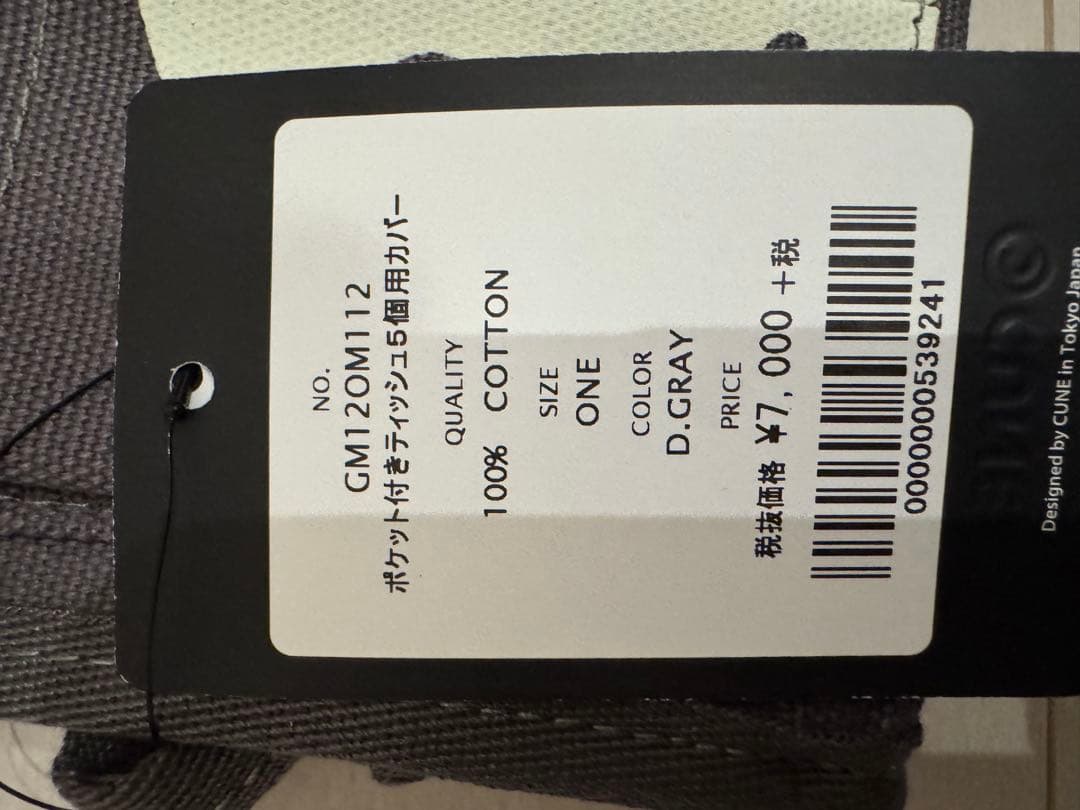 NO.
GM12OM112
ポケット付きティッシュ5個用カバー
QUALITY
100% COTTON
SIZE
ONE
COLOR
D.GRAY
PRICE
税抜価格 ¥7,000 +税
0000000539241
Designed by CUNE in Tokyo Japan